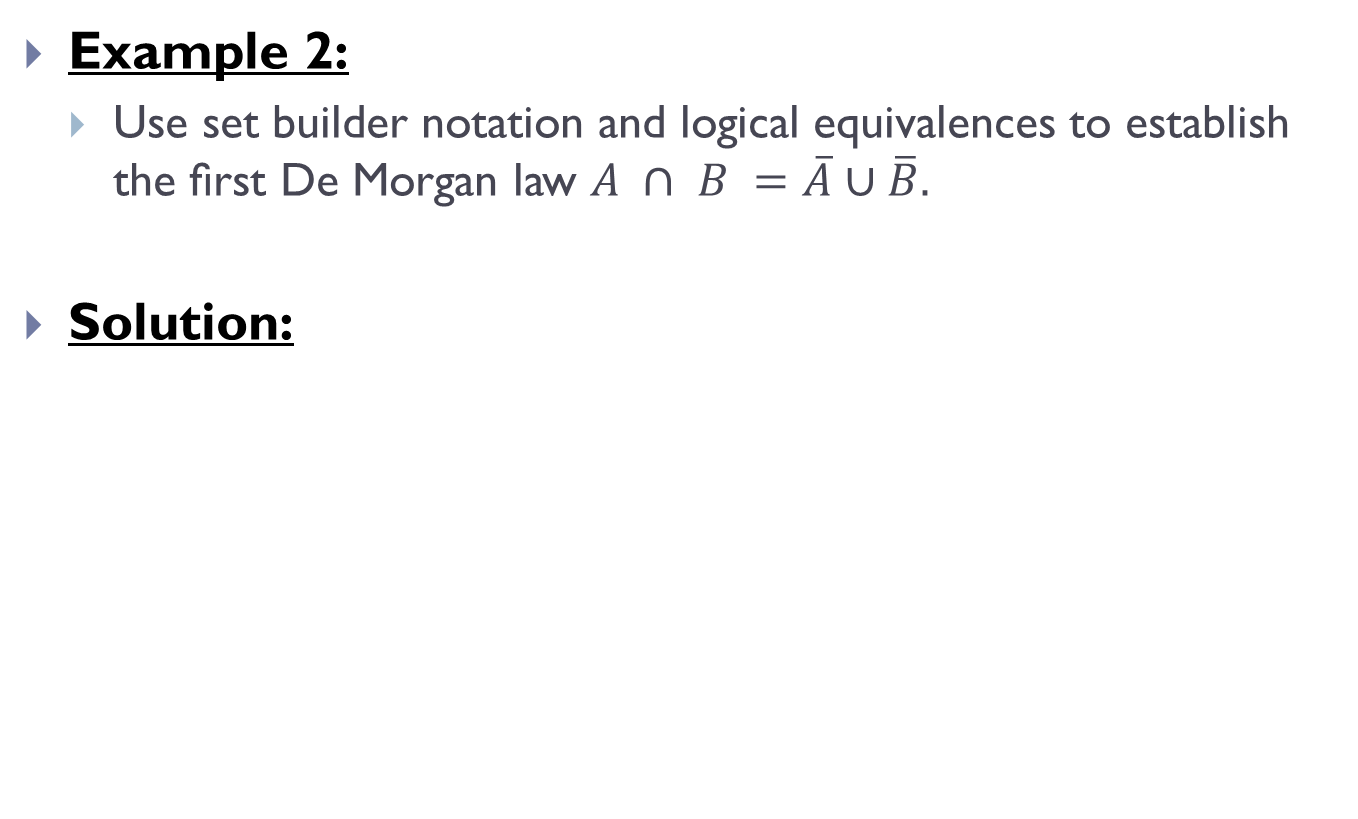 Example 2:
Use set builder notation and logical equivalences to establish
the first De Morgan law A ∩ B = Ā ∪ B̄.
Solution: